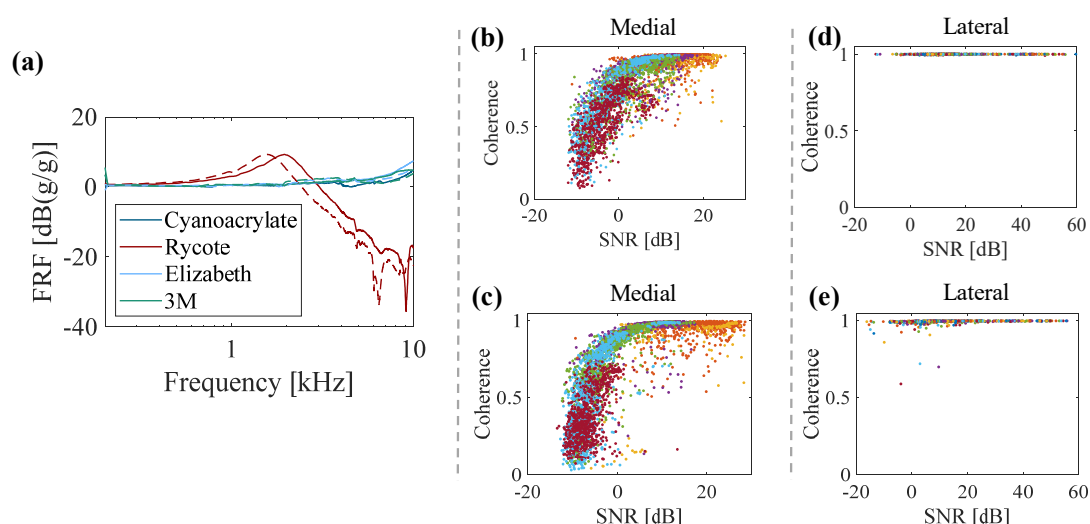 (a)
20
0
-20
-40
FRF [dB(g/g)]
Cyanoacrylate
Rycote
Elizabeth
3M
1
10
Frequency [kHz]
(b)
Medial
1
0.5
0
Coherence
-20
0
20
SNR [dB]
(c)
Medial
1
0.5
0
Coherence
-20
0
20
SNR [dB]
(d)
Lateral
1
0.5
0
Coherence
-20
0
20
40
60
SNR [dB]
(e)
Lateral
1
0.5
0
Coherence
-20
0
20
40
60
SNR [dB]